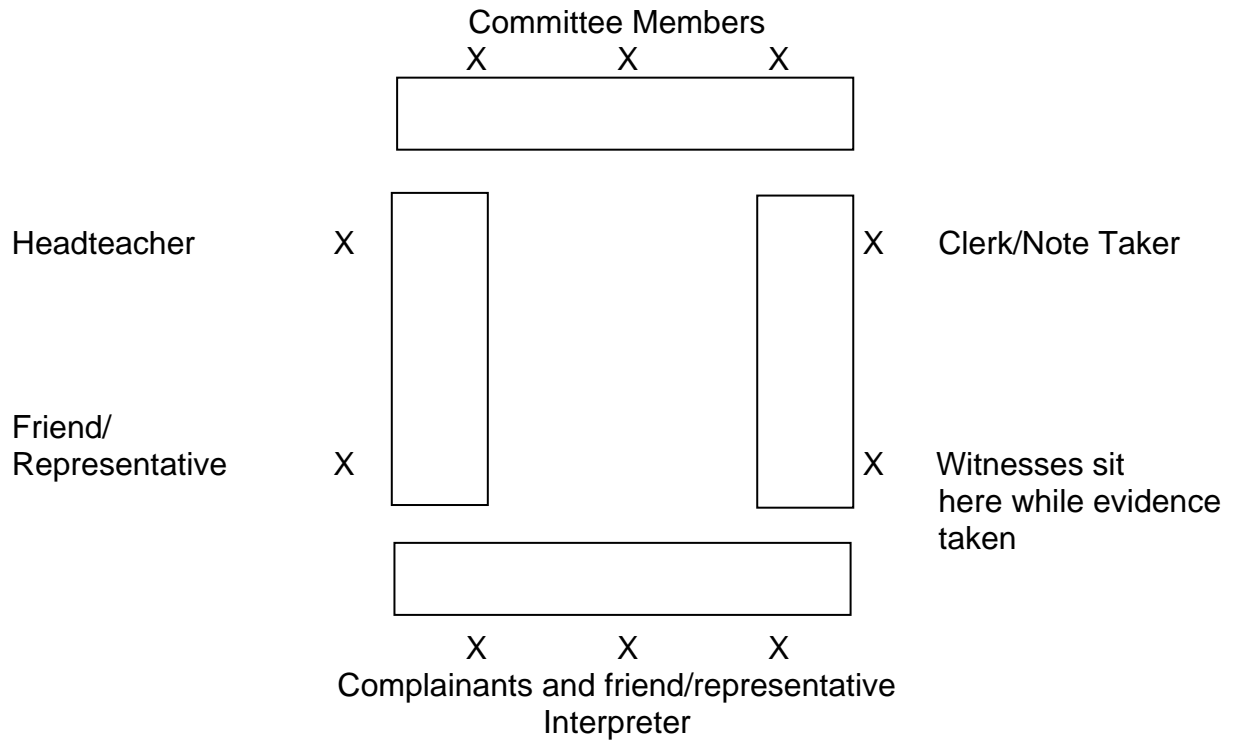 Committee Members
X X X
Headteacher X X Clerk/Note Taker
Friend/
Representative X X Witnesses sit
here while evidence
taken
X X X
Complainants and friend/representative
Interpreter